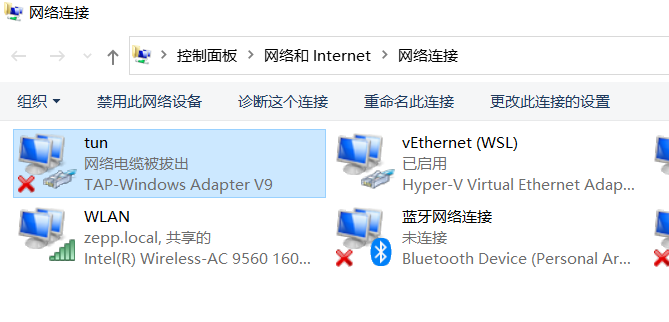 网络连接
控制面板 > 网络和 Internet > 网络连接
组织 禁用此网络设备 诊断这个连接 重命名此连接 更改此连接的设置
tun
网络电缆被拔出
TAP-Windows Adapter V9
vEthernet (WSL)
已启用
Hyper-V Virtual Ethernet Adap...
WLAN
zepp.local, 共享的
Intel(R) Wireless-AC 9560 160...
蓝牙网络连接
未连接
Bluetooth Device (Personal Ar...